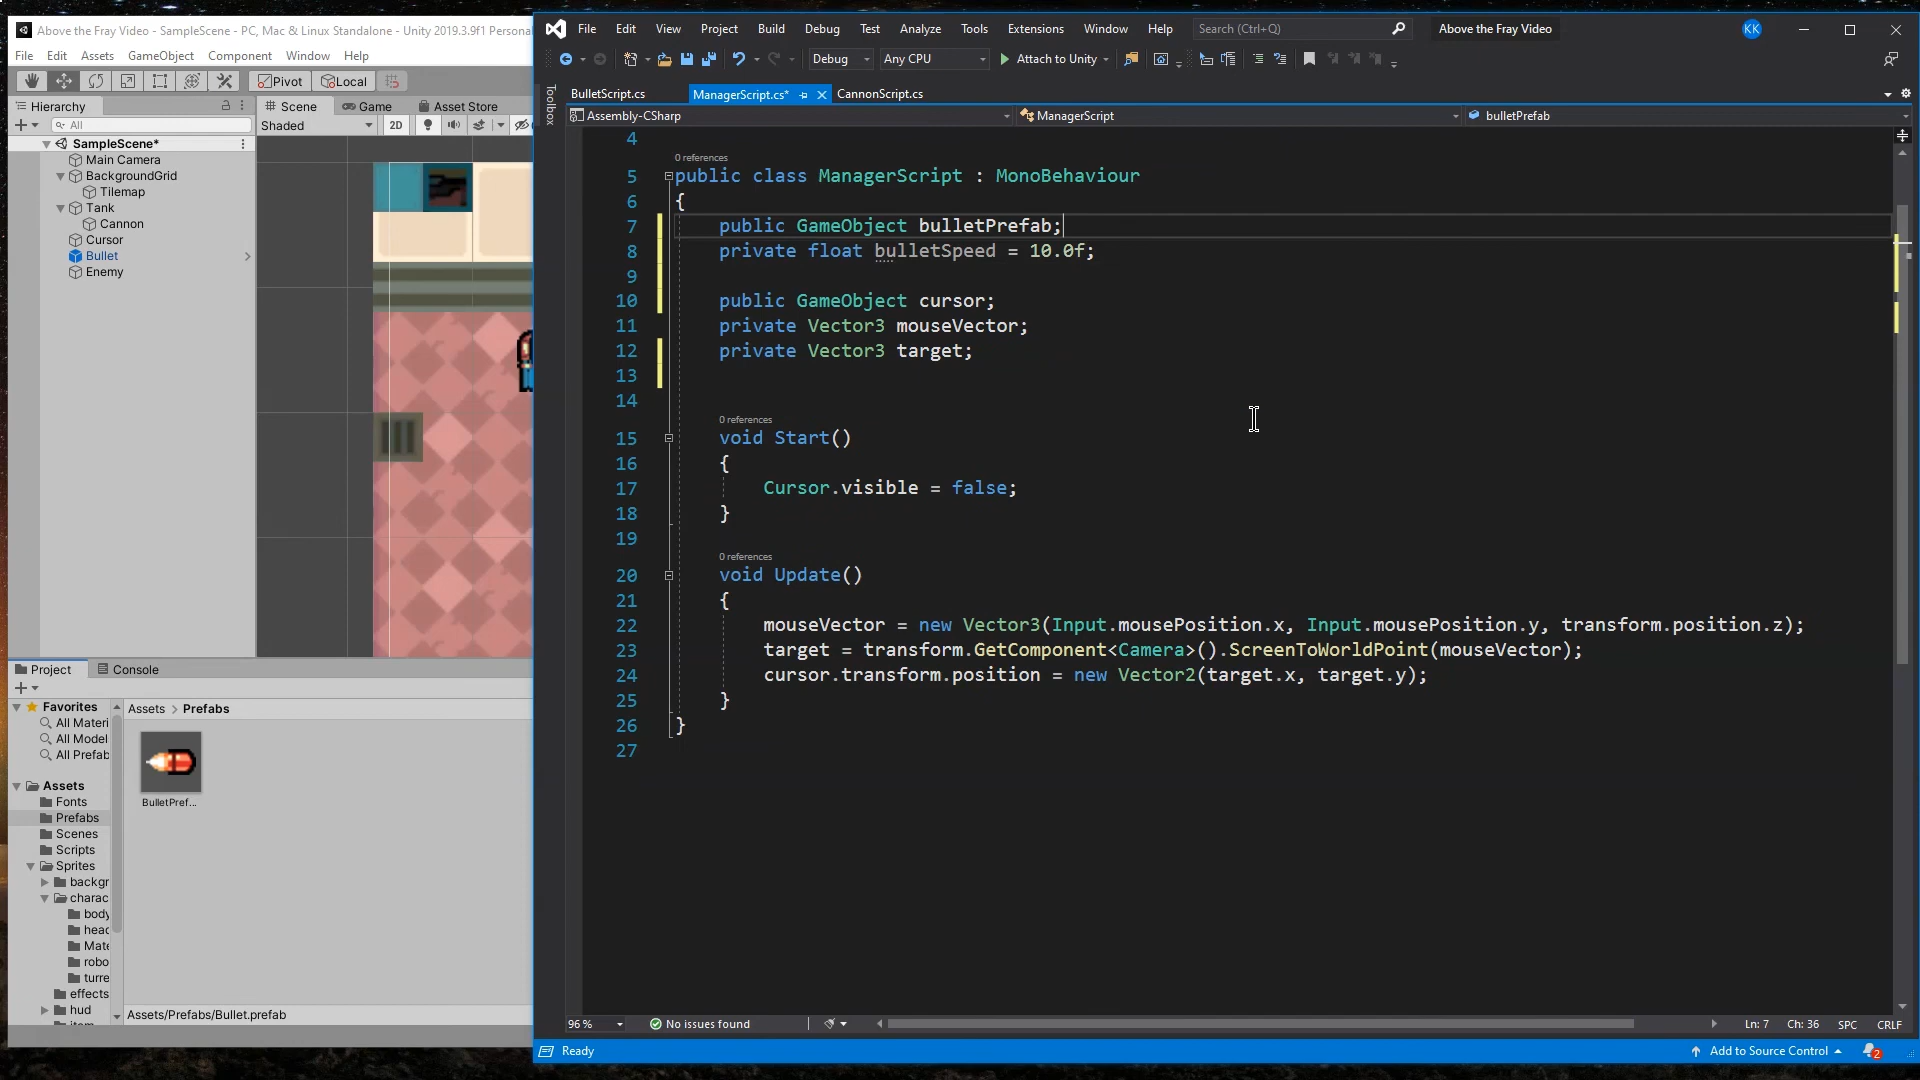 Above the Fray Video - SampleScene - PC, Mac & Linux Standalone - Unity 2019.3.9f1 Persona
File Edit Assets GameObject Component Window Help
Pivot Local
Hierarchy
All
SampleScene*
Main Camera
BackgroundGrid
Tilemap
Tank
Cannon
Cursor
Bullet
Enemy
Scene Game Asset Store
Shaded 2D
Project Console
Favorites
All Materi
All Model
All Prefab
Assets
Fonts
Prefabs
Scenes
Scripts
Sprites
backgr
charac
body
head
Mate
robo
turre
effects
hud
Assets > Prefabs
BulletPref...
Assets/Prefabs/Bullet.prefab
File Edit View Project Build Debug Test Analyze Tools Extensions Window Help Search (Ctrl+Q) Above the Fray Video KK
Debug Any CPU Attach to Unity
Toolbox
BulletScript.cs ManagerScript.cs* CannonScript.cs
Assembly-CSharp ManagerScript bulletPrefab
4
0 references
5 public class ManagerScript : MonoBehaviour
6 {
7 public GameObject bulletPrefab;
8 private float bulletSpeed = 10.0f;
9
10 public GameObject cursor;
11 private Vector3 mouseVector;
12 private Vector3 target;
13
14
0 references
15 void Start()
16 {
17 Cursor.visible = false;
18 }
19
0 references
20 void Update()
21 {
22 mouseVector = new Vector3(Input.mousePosition.x, Input.mousePosition.y, transform.position.z);
23 target = transform.GetComponent<Camera>().ScreenToWorldPoint(mouseVector);
24 cursor.transform.position = new Vector2(target.x, target.y);
25 }
26 }
27
96 % No issues found Ln: 7 Ch: 36 SPC CRLF
Ready Add to Source Control 2